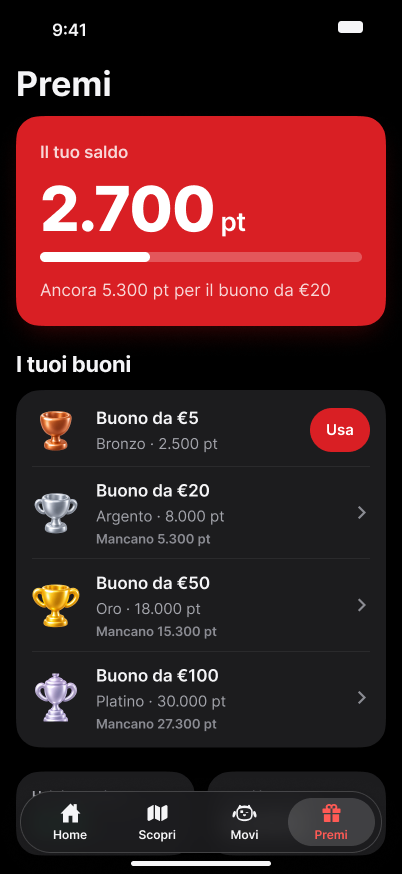 9:41
Premi
Il tuo saldo
2.700 pt
Ancora 5.300 pt per il buono da €20
I tuoi buoni
Buono da €5
Bronzo · 2.500 pt
Usa
Buono da €20
Argento · 8.000 pt
Mancano 5.300 pt
Buono da €50
Oro · 18.000 pt
Mancano 15.300 pt
Buono da €100
Platino · 30.000 pt
Mancano 27.300 pt
Home
Scopri
Movi
Premi